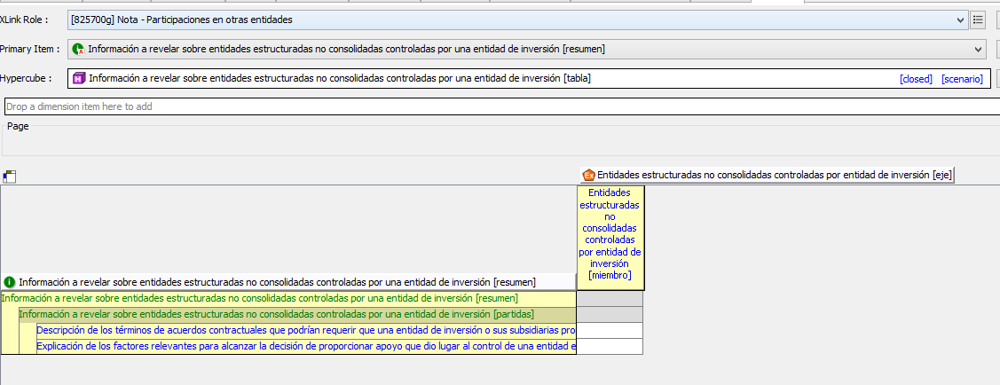 XLink Role :
[825700g] Nota - Participaciones en otras entidades
Primary Item :
Información a revelar sobre entidades estructuradas no consolidadas controladas por una entidad de inversión [resumen]
Hypercube :
Información a revelar sobre entidades estructuradas no consolidadas controladas por una entidad de inversión [tabla]
[closed] [scenario]
Drop a dimension item here to add
Page
Entidades estructuradas no consolidadas controladas por entidad de inversión [eje]
Entidades
estructuradas
no
consolidadas
controladas
por entidad de
inversión
[miembro]
Información a revelar sobre entidades estructuradas no consolidadas controladas por una entidad de inversión [resumen]
Información a revelar sobre entidades estructuradas no consolidadas controladas por una entidad de inversión [resumen]
Información a revelar sobre entidades estructuradas no consolidadas controladas por una entidad de inversión [partidas]
Descripción de los términos de acuerdos contractuales que podrían requerir que una entidad de inversión o sus subsidiarias pro
Explicación de los factores relevantes para alcanzar la decisión de proporcionar apoyo que dio lugar al control de una entidad e